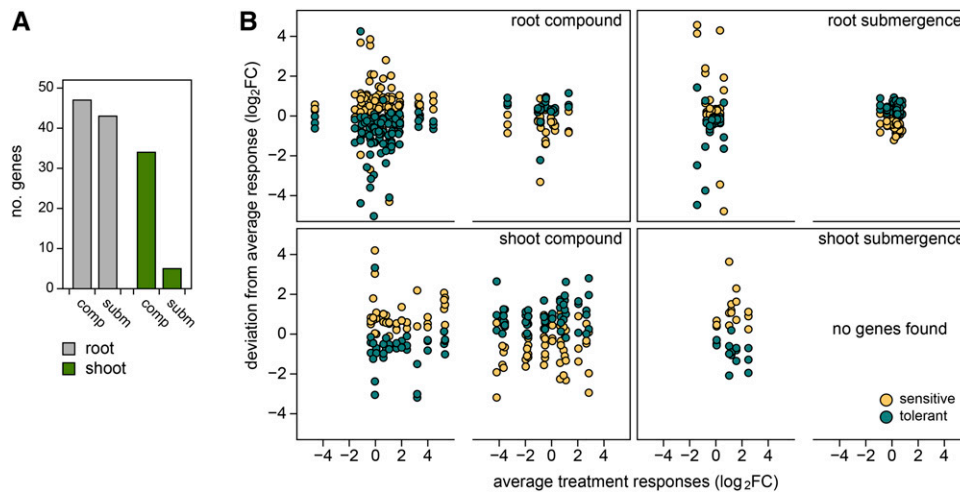 A
no. genes
50
40
30
20
10
0
comp
subm
comp
subm
root
shoot
B
deviation from average response (log₂FC)
root compound
root submergence
4
2
0
−2
−4
shoot compound
shoot submergence
4
2
0
−2
−4
no genes found
sensitive
tolerant
−4 −2 0 2 4 −4 −2 0 2 4 −4 −2 0 2 4 −4 −2 0 2 4
average treatment responses (log₂FC)